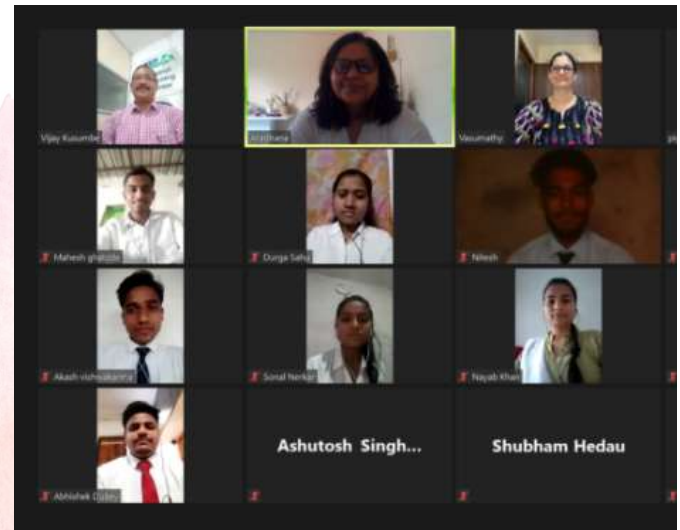 Vijay Kusumbe
Aradhana
Vasumathy
Mahesh
Durga Sahu
Nilesh
Akash vishwakarma
Sonal Nerkar
Nayab Khan
Abhishek Dubey
Ashutosh Singh...
Shubham Hedau